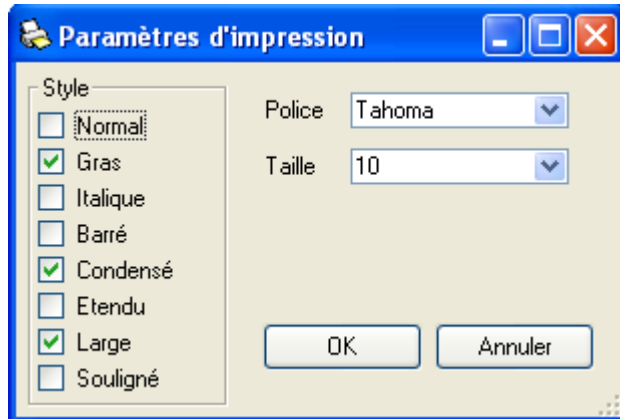 Paramètres d'impression
Style
Normal
Gras
Italique
Barré
Condensé
Etendu
Large
Souligné
Police Tahoma
Taille 10
OK Annuler